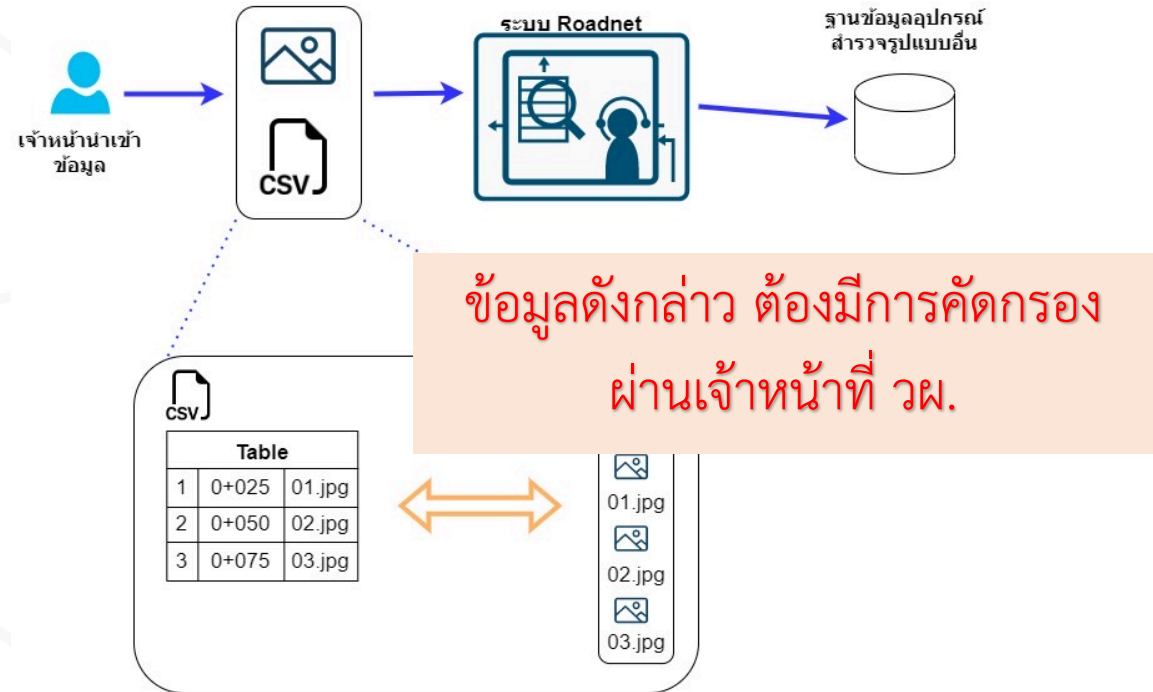 เจ้าหน้านำเข้า
ข้อมูล
CSV
ระบบ Roadnet
ฐานข้อมูลอุปกรณ์
สำรวจรูปแบบอื่น
ข้อมูลดังกล่าว ต้องมีการคัดกรอง
ผ่านเจ้าหน้าที่ วผ.
CSV
Table
1 0+025 01.jpg
2 0+050 02.jpg
3 0+075 03.jpg
01.jpg
02.jpg
03.jpg